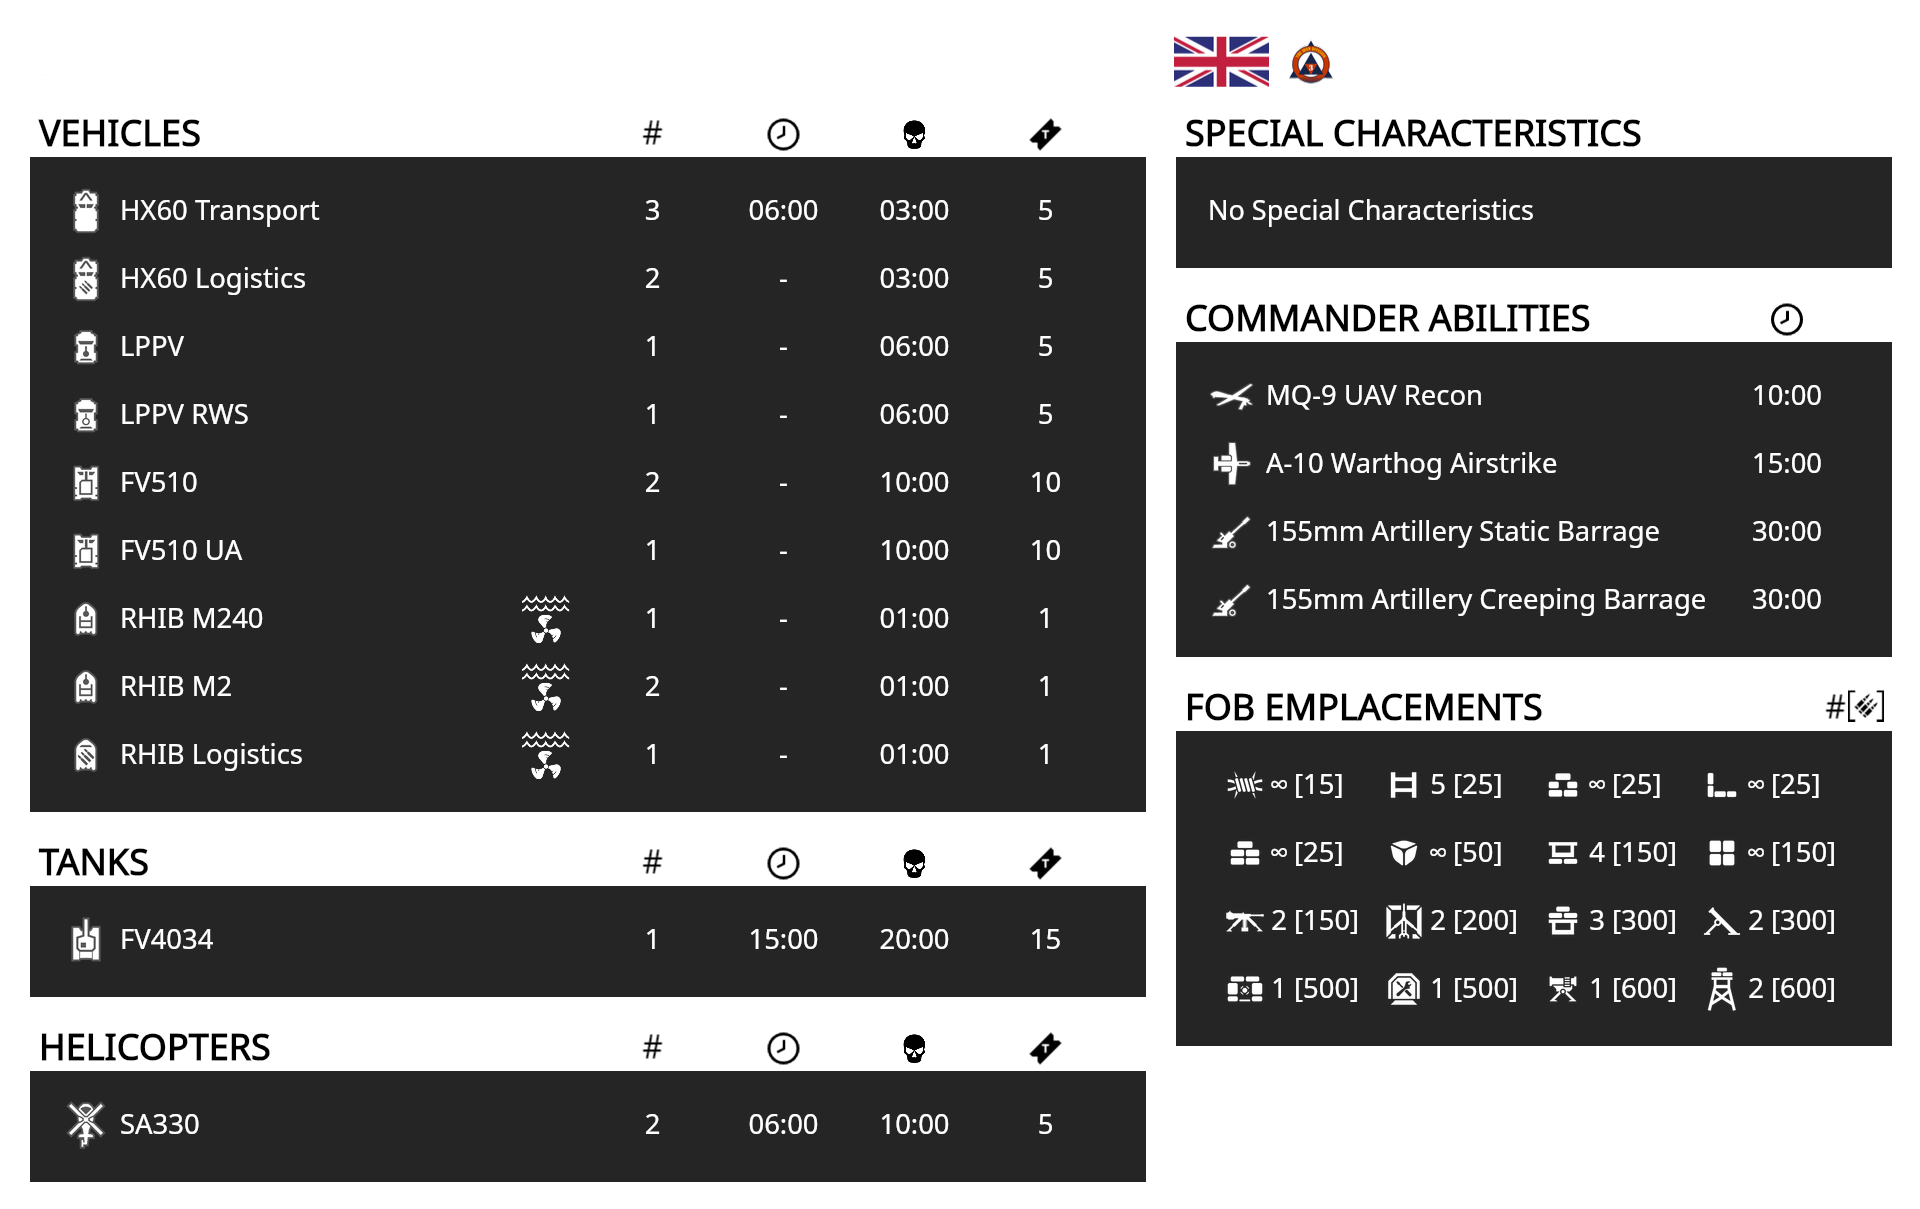 VEHICLES #
HX60 Transport 3 06:00 03:00 5
HX60 Logistics 2 - 03:00 5
LPPV 1 - 06:00 5
LPPV RWS 1 - 06:00 5
FV510 2 - 10:00 10
FV510 UA 1 - 10:00 10
RHIB M240 1 - 01:00 1
RHIB M2 2 - 01:00 1
RHIB Logistics 1 - 01:00 1
TANKS #
FV4034 1 15:00 20:00 15
HELICOPTERS #
SA330 2 06:00 10:00 5
SPECIAL CHARACTERISTICS
No Special Characteristics
COMMANDER ABILITIES
MQ-9 UAV Recon 10:00
A-10 Warthog Airstrike 15:00
155mm Artillery Static Barrage 30:00
155mm Artillery Creeping Barrage 30:00
FOB EMPLACEMENTS #[ ]
∞ [15] 5 [25] ∞ [25] ∞ [25]
∞ [25] ∞ [50] 4 [150] ∞ [150]
2 [150] 2 [200] 3 [300] 2 [300]
1 [500] 1 [500] 1 [600] 2 [600]